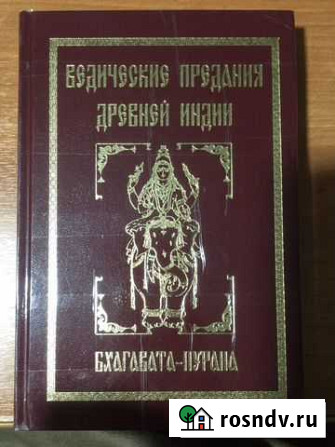 ВЕДИЧЕСКИЕ ПРЕДАНИЯ
ДРЕВНЕЙ ИНДИИ
БХАГАВАТА-ПУРАНА
rosndv.ru